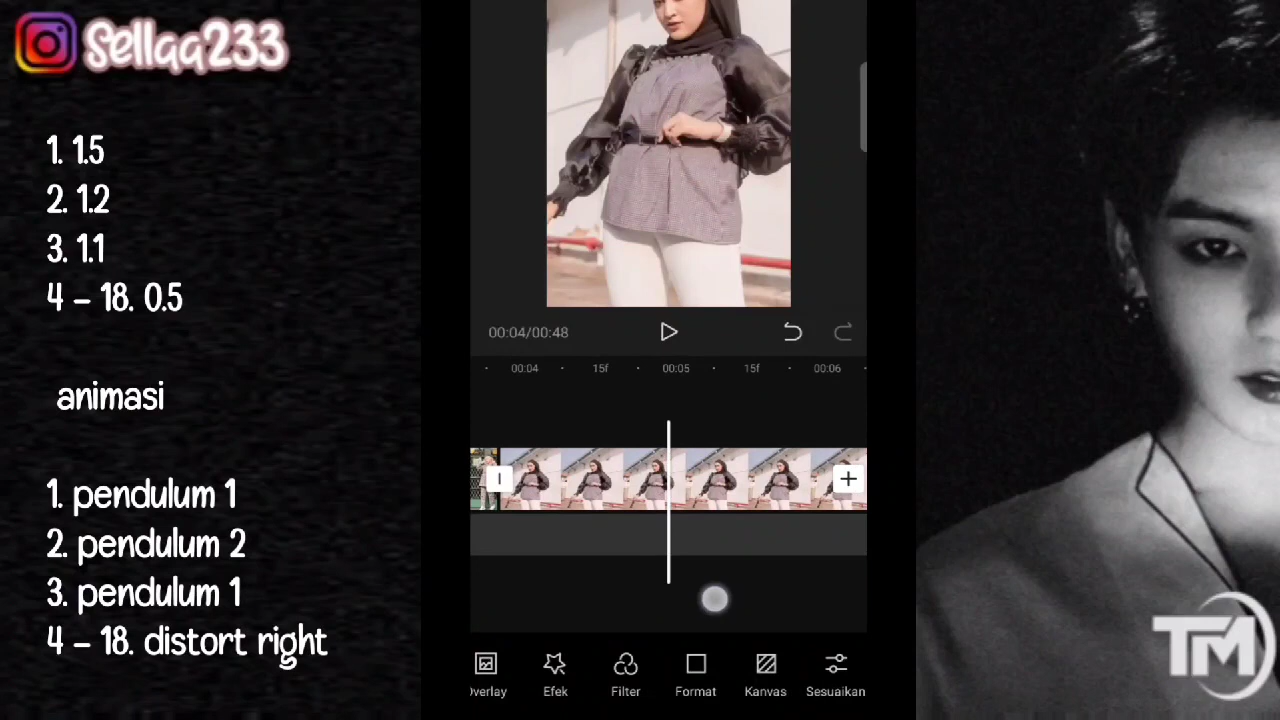 Sellaa233
1. 1.5
2. 1.2
3. 1.1
4 - 18. 0.5
animasi
1. pendulum 1
2. pendulum 2
3. pendulum 1
4 - 18. distort right
00:04/00:48
00:04 15f 00:05 15f 00:06
Overlay Efek Filter Format Kanvas Sesuaikan
TM